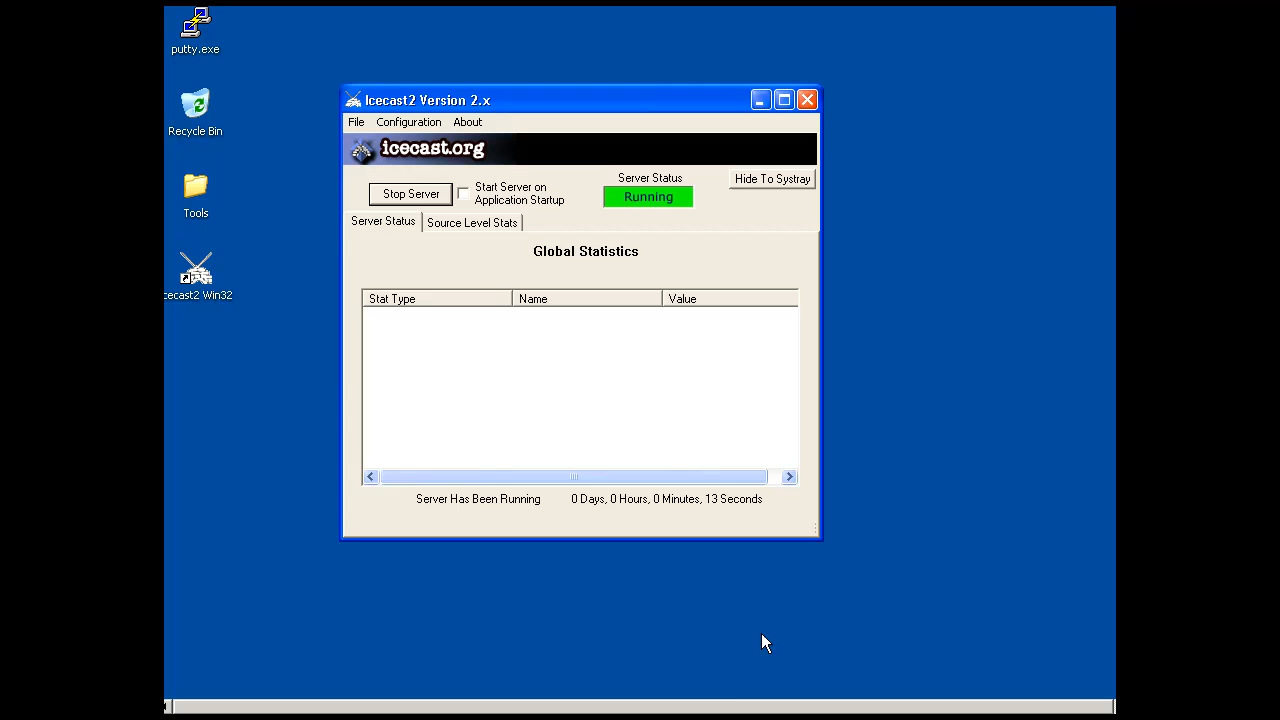 putty.exe
Recycle Bin
Tools
cecast2 Win32
Icecast2 Version 2.x
File Configuration About
icecast.org
Stop Server
Start Server on
Application Startup
Server Status
Running
Hide To Systray
Server Status Source Level Stats
Global Statistics
Stat Type Name Value
Server Has Been Running 0 Days, 0 Hours, 0 Minutes, 13 Seconds